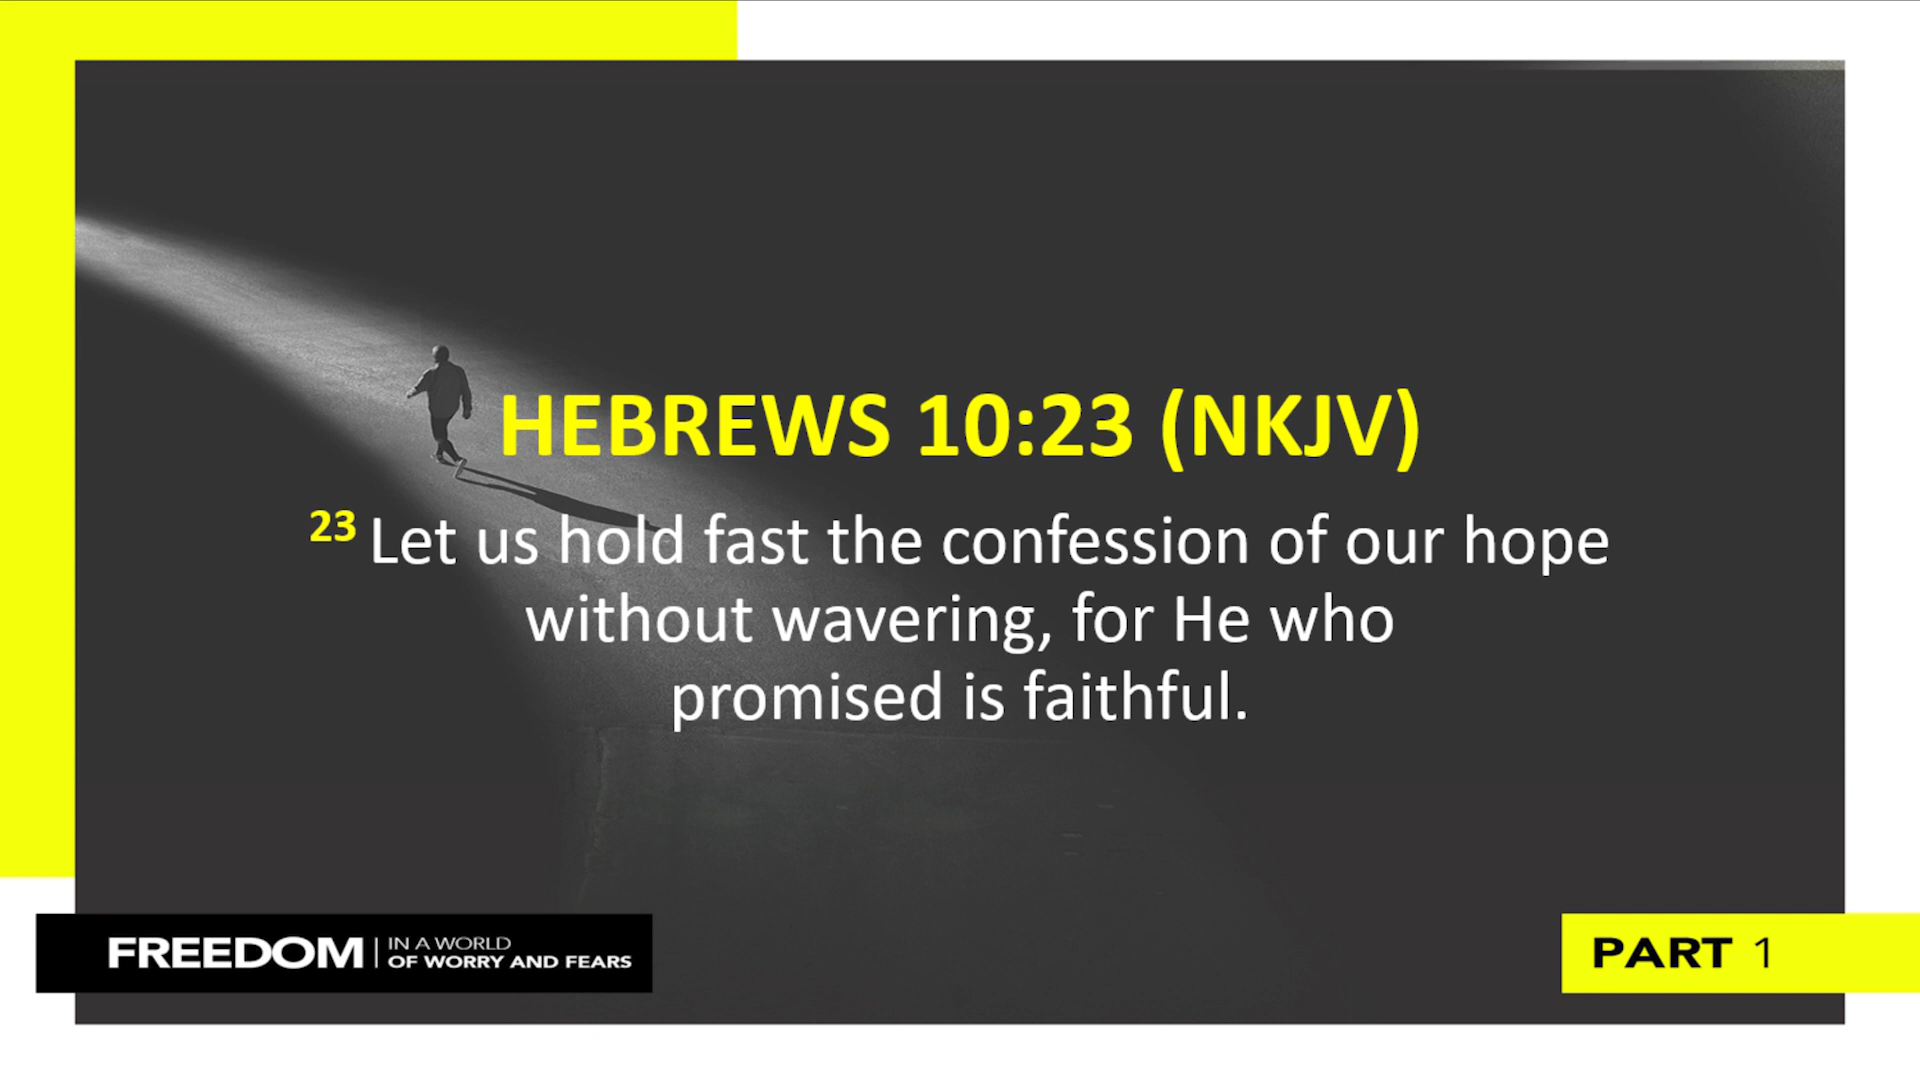 HEBREWS 10:23 (NKJV)
23 Let us hold fast the confession of our hope
without wavering, for He who
promised is faithful.
FREEDOM
IN A WORLD
OF WORRY AND FEARS
PART 1